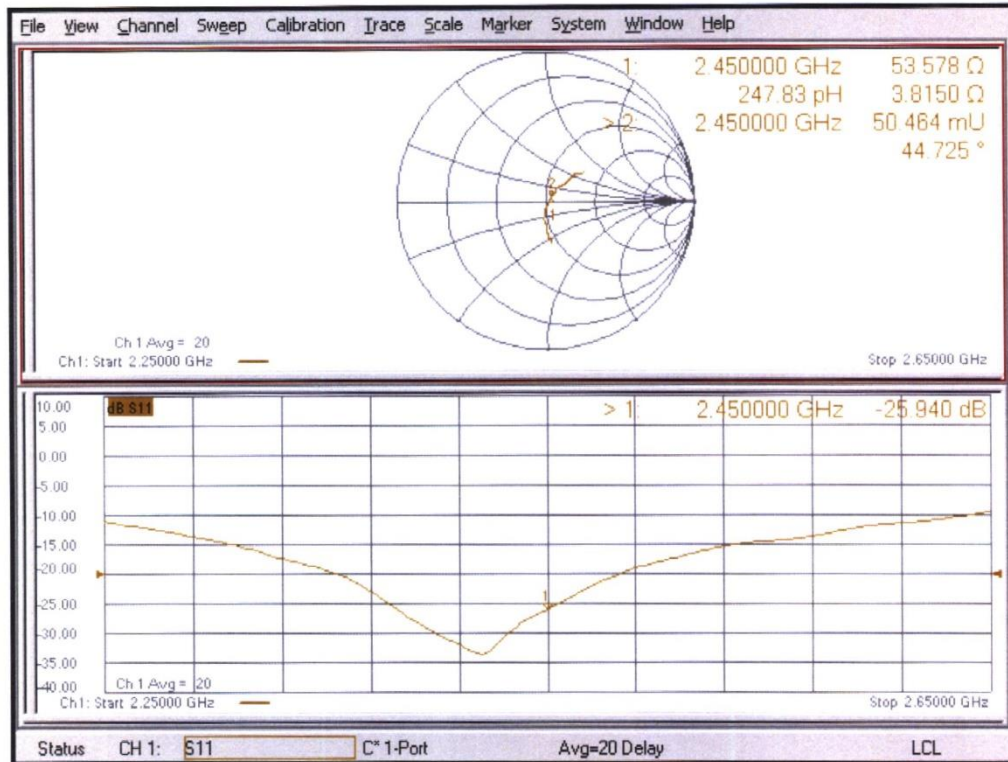 File View Channel Sweep Calibration Trace Scale Marker System Window Help
1: 2.450000 GHz 53.578 Ω
247.83 pH 3.8150 Ω
> 2: 2.450000 GHz 50.464 mU
44.725 °
2
1
Ch 1 Avg = 20
Ch1: Start 2.25000 GHz Stop 2.65000 GHz
10.00 dB S11 > 1: 2.450000 GHz -25.940 dB
5.00
0.00
-5.00
-10.00
-15.00
-20.00
-25.00 1
-30.00
-35.00
-40.00 Ch 1 Avg = 20
Ch1: Start 2.25000 GHz Stop 2.65000 GHz
Status CH 1: S11 C* 1-Port Avg=20 Delay LCL